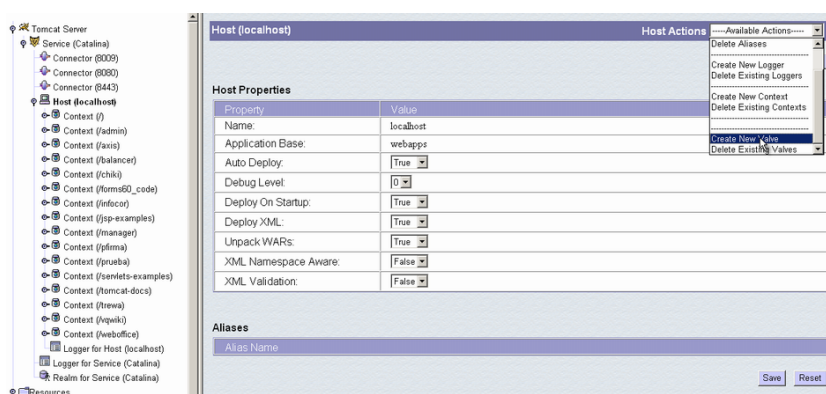 Tomcat Server
Service (Catalina)
Connector (8009)
Connector (8080)
Connector (8443)
Host (localhost)
Context (/)
Context (/admin)
Context (/axis)
Context (/balancer)
Context (/chiki)
Context (/forms60_code)
Context (/infocor)
Context (/jsp-examples)
Context (/manager)
Context (/pfirma)
Context (/prueba)
Context (/servlets-examples)
Context (/tomcat-docs)
Context (/trewa)
Context (/vqwiki)
Context (/weboffice)
Logger for Host (localhost)
Logger for Service (Catalina)
Realm for Service (Catalina)
Resources
Host (localhost) Host Actions ----Available Actions-----
Delete Aliases
Create New Logger
Delete Existing Loggers
Create New Context
Delete Existing Contexts
Create New Valve
Delete Existing Valves
Host Properties
Property Value
Name: localhost
Application Base: webapps
Auto Deploy: True
Debug Level: 0
Deploy On Startup: True
Deploy XML: True
Unpack WARs: True
XML Namespace Aware: False
XML Validation: False
Aliases
Alias Name
Save Reset